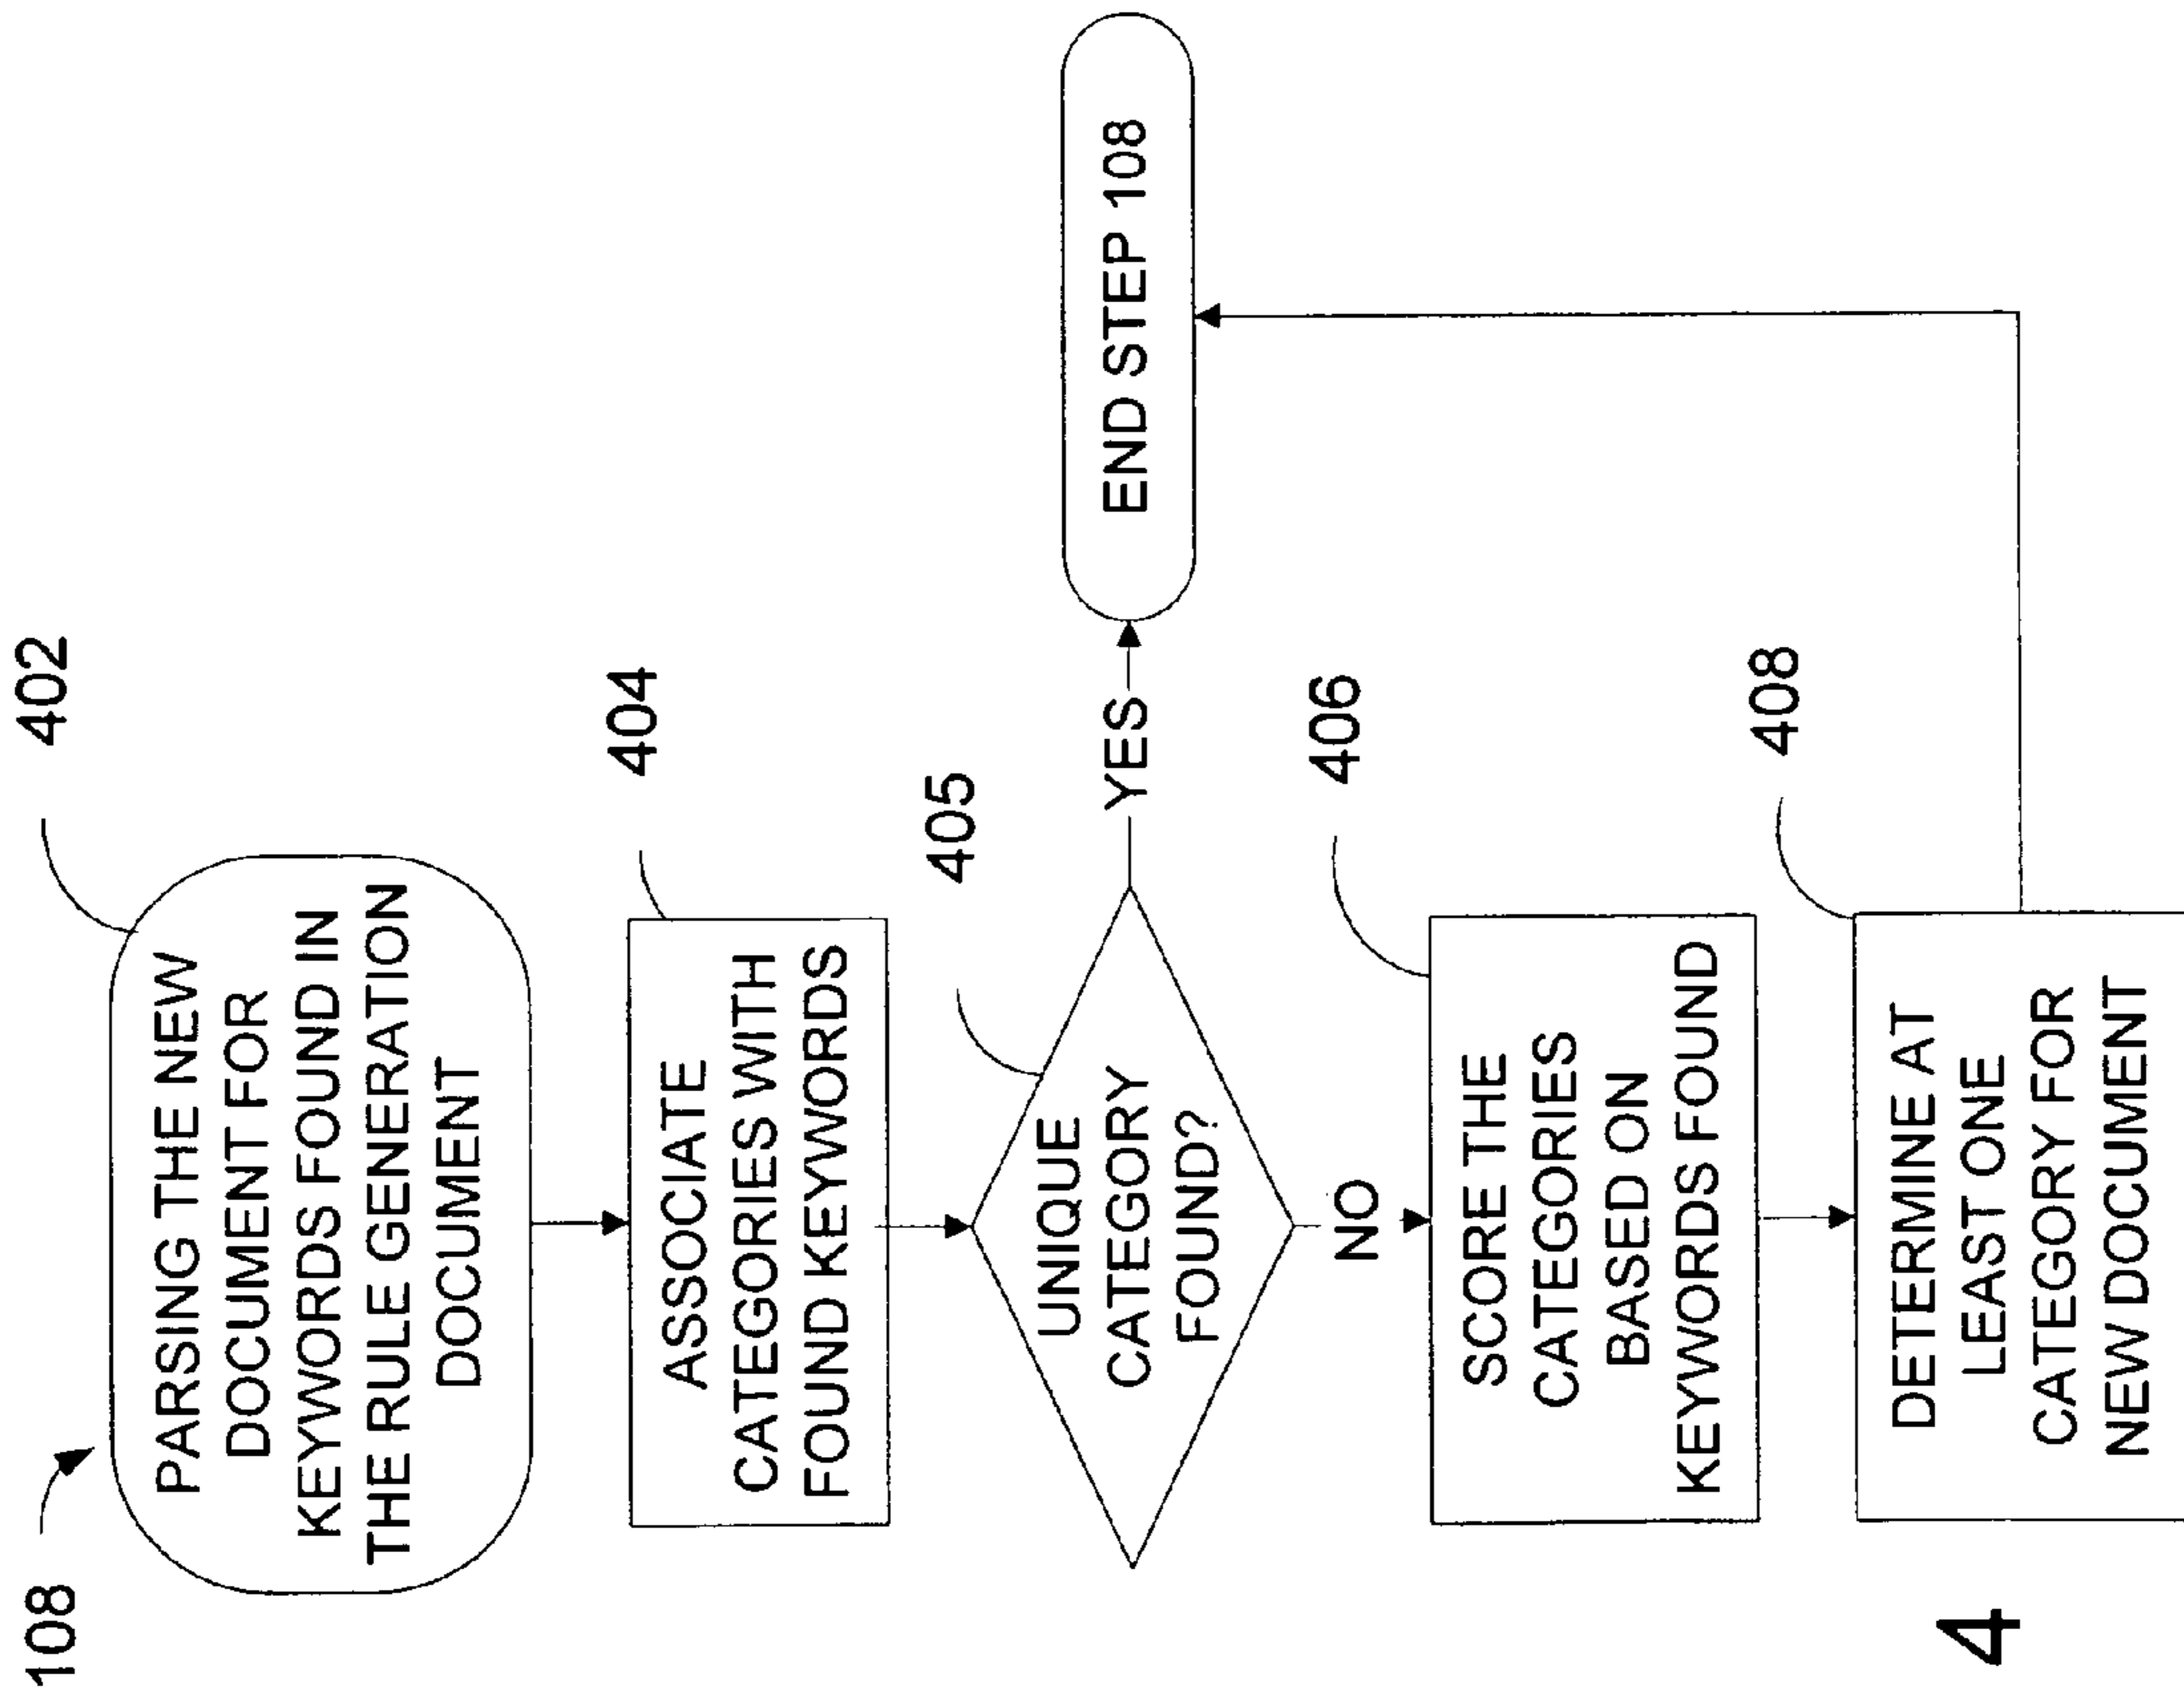 108
402
PARSING THE NEW
DOCUMENT FOR
KEYWORDS FOUND IN
THE RULE GENERATION
DOCUMENT
404
ASSOCIATE
CATEGORIES WITH
FOUND KEYWORDS
405
UNIQUE
CATEGORY
FOUND?
YES
END STEP 108
NO
406
SCORE THE
CATEGORIES
BASED ON
KEYWORDS FOUND
408
DETERMINE AT
LEAST ONE
CATEGORY FOR
NEW DOCUMENT
4